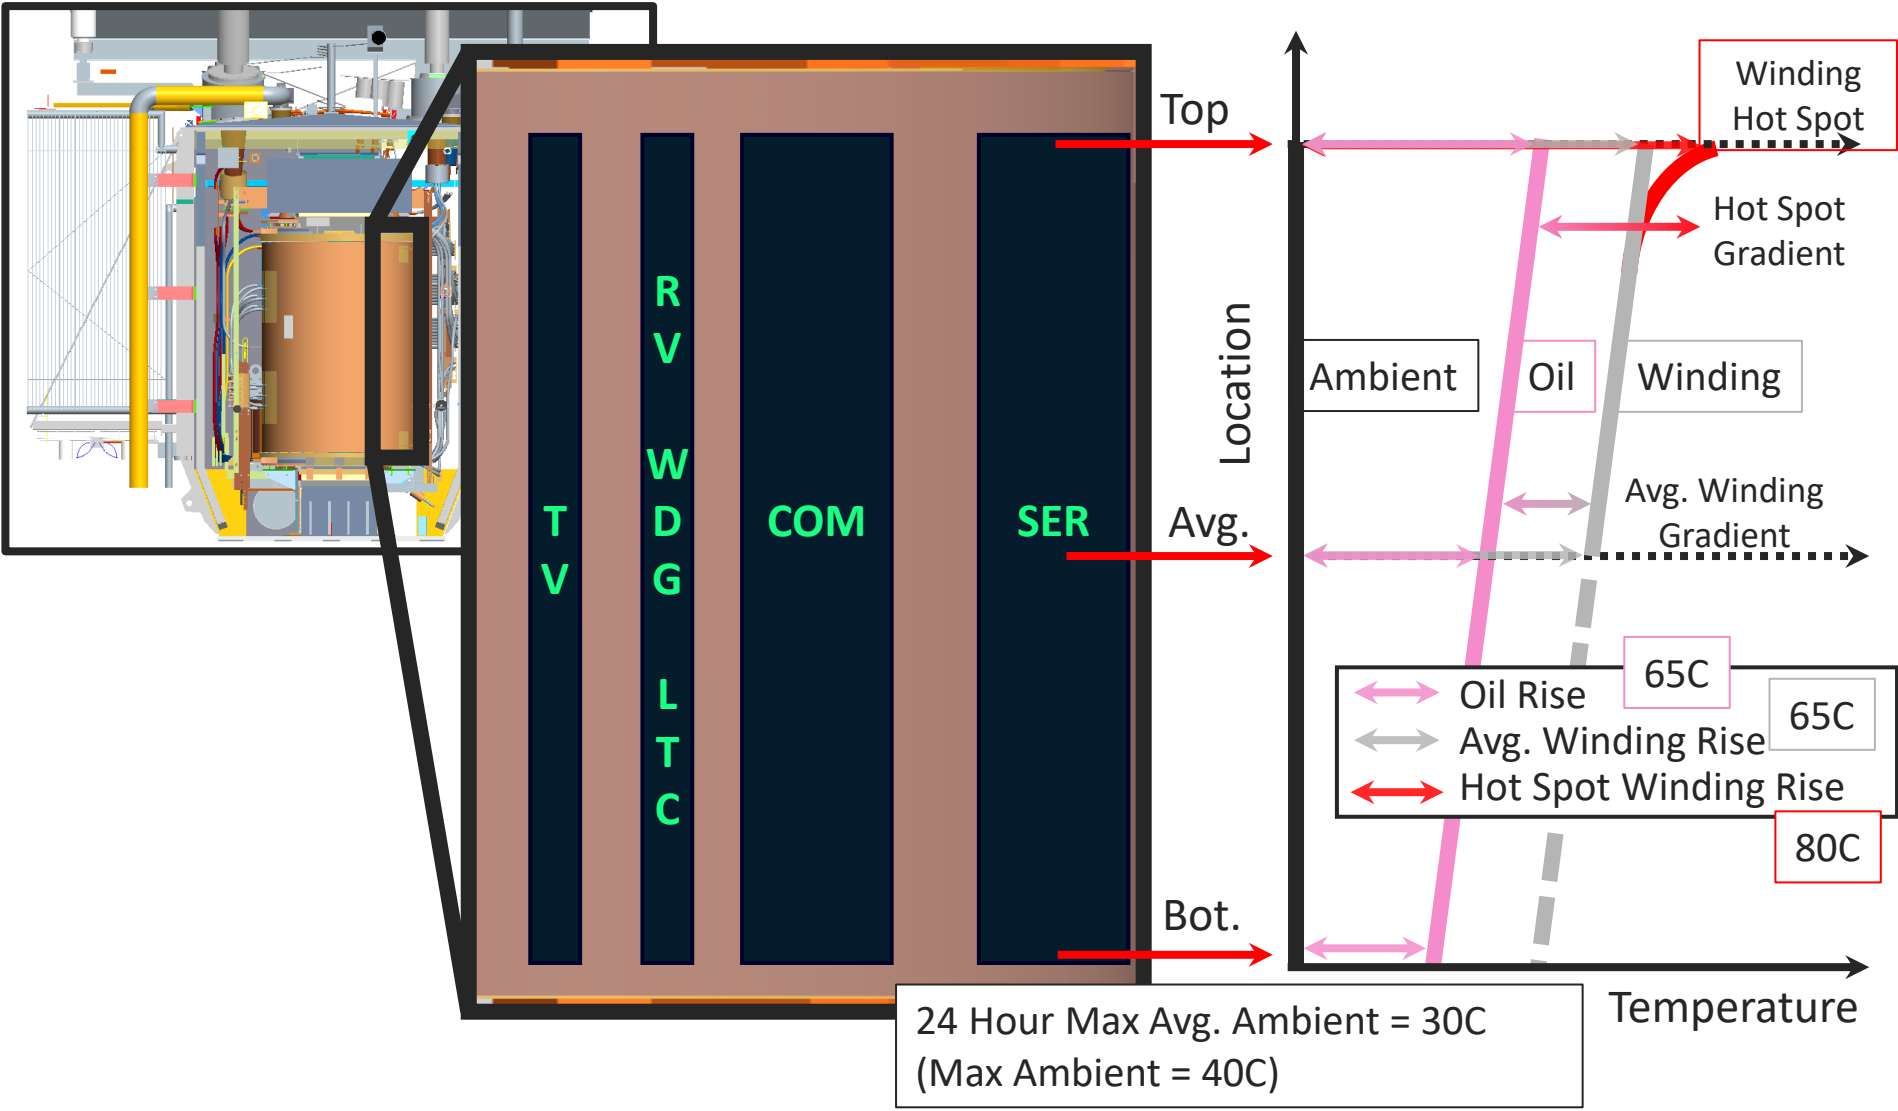 Top
Avg.
Bot.
T
V
R
V
W
D
G
L
T
C
COM
SER
Location
Winding
Hot Spot
Hot Spot
Gradient
Ambient
Oil
Winding
Avg. Winding
Gradient
65C
Oil Rise
65C
Avg. Winding Rise
Hot Spot Winding Rise
80C
Temperature
24 Hour Max Avg. Ambient = 30C
(Max Ambient = 40C)